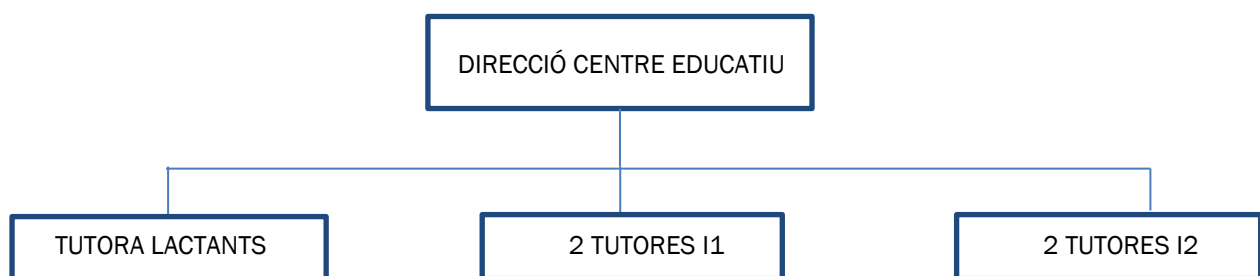 DIRECCIÓ CENTRE EDUCATIU
TUTORA LACTANTS
2 TUTORES I1
2 TUTORES I2